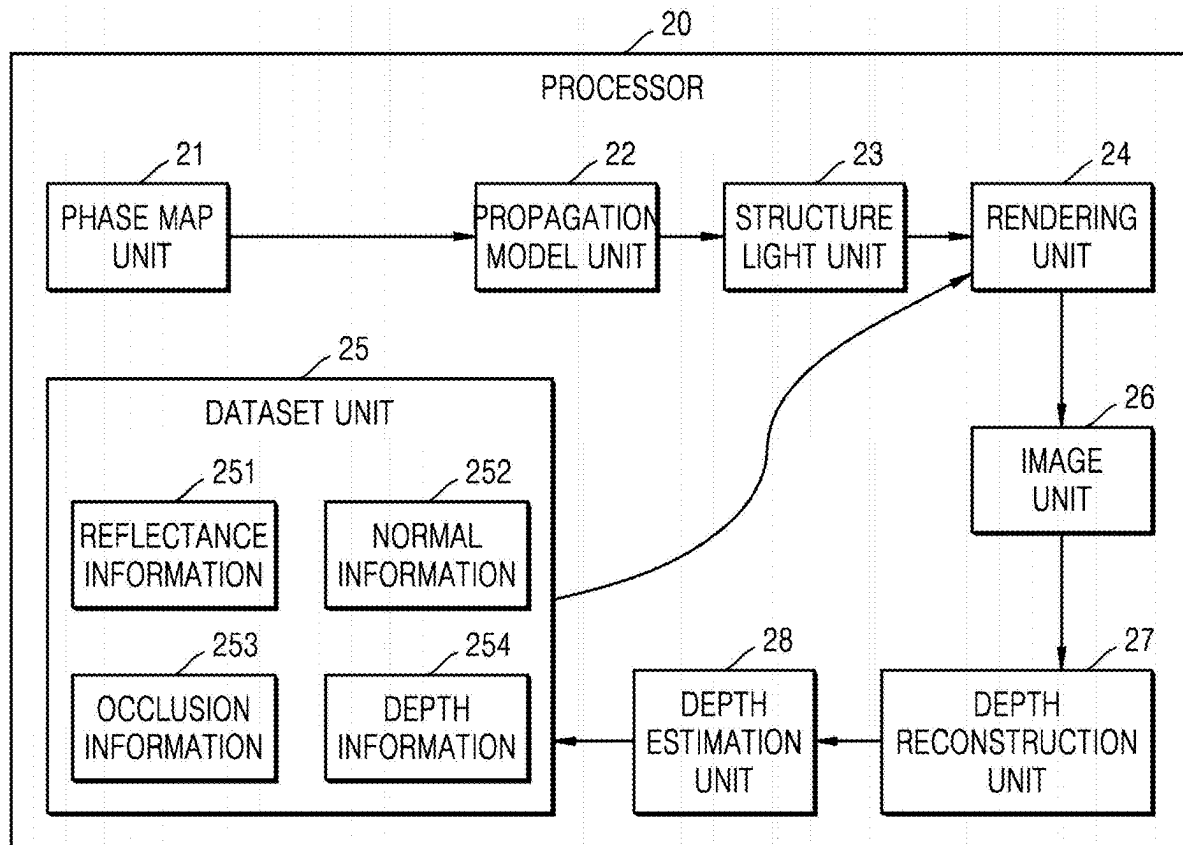 20
PROCESSOR
21
PHASE MAP
UNIT
22
PROPAGATION
MODEL UNIT
23
STRUCTURE
LIGHT UNIT
24
RENDERING
UNIT
25
DATASET UNIT
251
REFLECTANCE
INFORMATION
252
NORMAL
INFORMATION
253
OCCLUSION
INFORMATION
254
DEPTH
INFORMATION
26
IMAGE
UNIT
28
DEPTH
ESTIMATION
UNIT
27
DEPTH
RECONSTRUCTION
UNIT